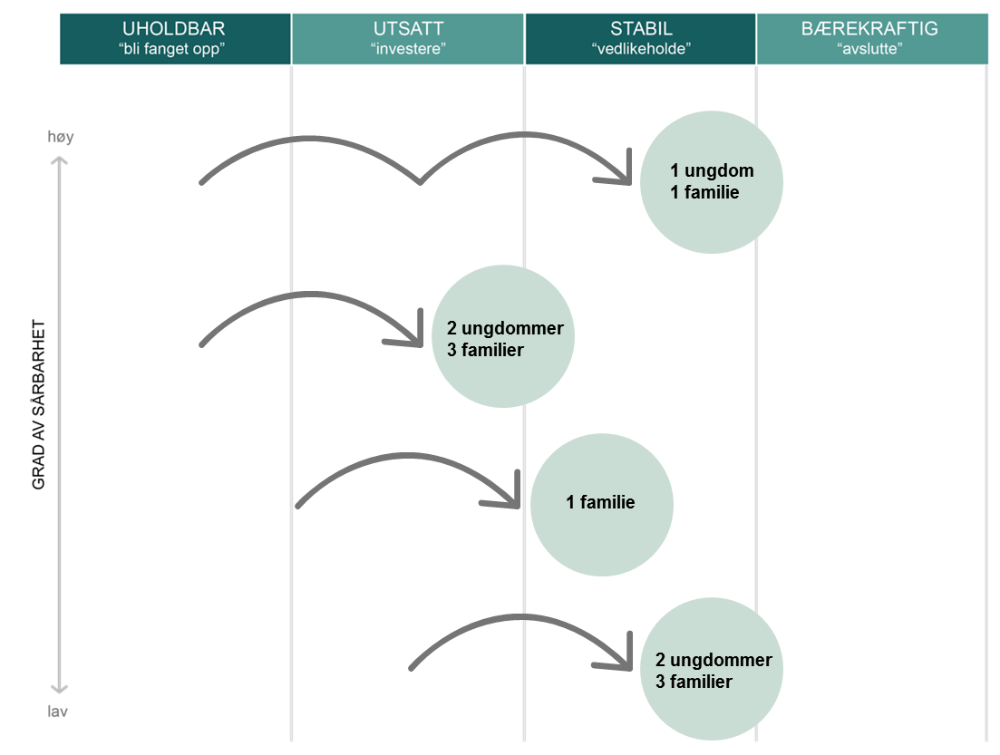 UHOLDBAR
“bli fanget opp”
UTSATT
“investere”
STABIL
“vedlikeholde”
BÆREKRAFTIG
“avslutte”
høy
1 ungdom
1 familie
2 ungdommer
3 familier
GRAD AV SÅRBARHET
1 familie
2 ungdommer
3 familier
lav